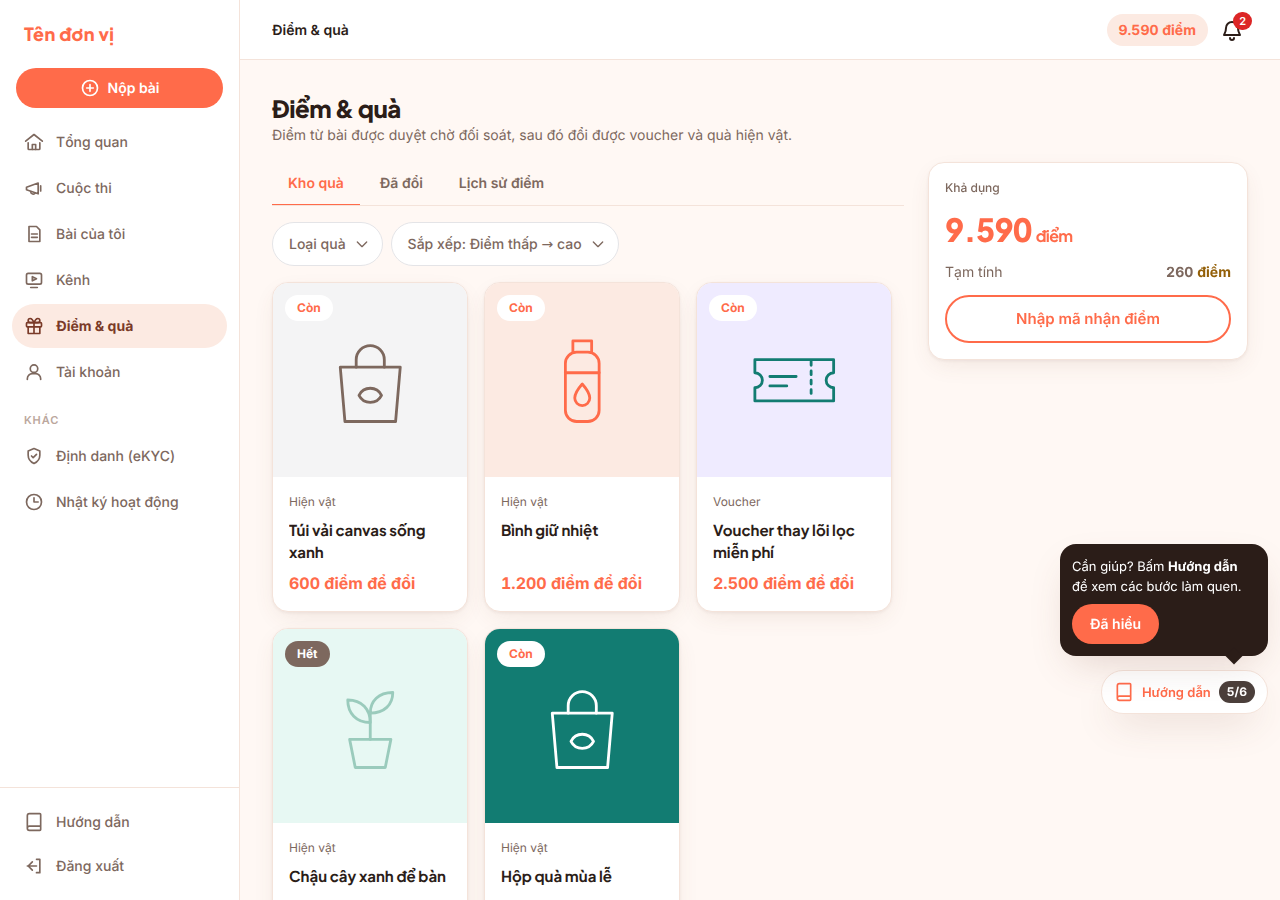 Tên đơn vị
Nộp bài
Tổng quan
Cuộc thi
Bài của tôi
Kênh
Điểm & quà
Tài khoản
KHÁC
Định danh (eKYC)
Nhật ký hoạt động
Hướng dẫn
Đăng xuất
Điểm & quà
9.590 điểm
2
Điểm & quà
Điểm từ bài được duyệt chờ đối soát, sau đó đổi được voucher và quà hiện vật.
Kho quà
Đã đổi
Lịch sử điểm
Loại quà
Sắp xếp: Điểm thấp → cao
Còn
Hiện vật
Túi vải canvas sống
xanh
600 điểm để đổi
Còn
Hiện vật
Bình giữ nhiệt
1.200 điểm để đổi
Còn
Voucher
Voucher thay lõi lọc
miễn phí
2.500 điểm để đổi
Hết
Hiện vật
Chậu cây xanh để bàn
Còn
Hiện vật
Hộp quà mùa lễ
Khả dụng
9.590 điểm
Tạm tính
260 điểm
Nhập mã nhận điểm
Cần giúp? Bấm Hướng dẫn
để xem các bước làm quen.
Đã hiểu
Hướng dẫn
5/6